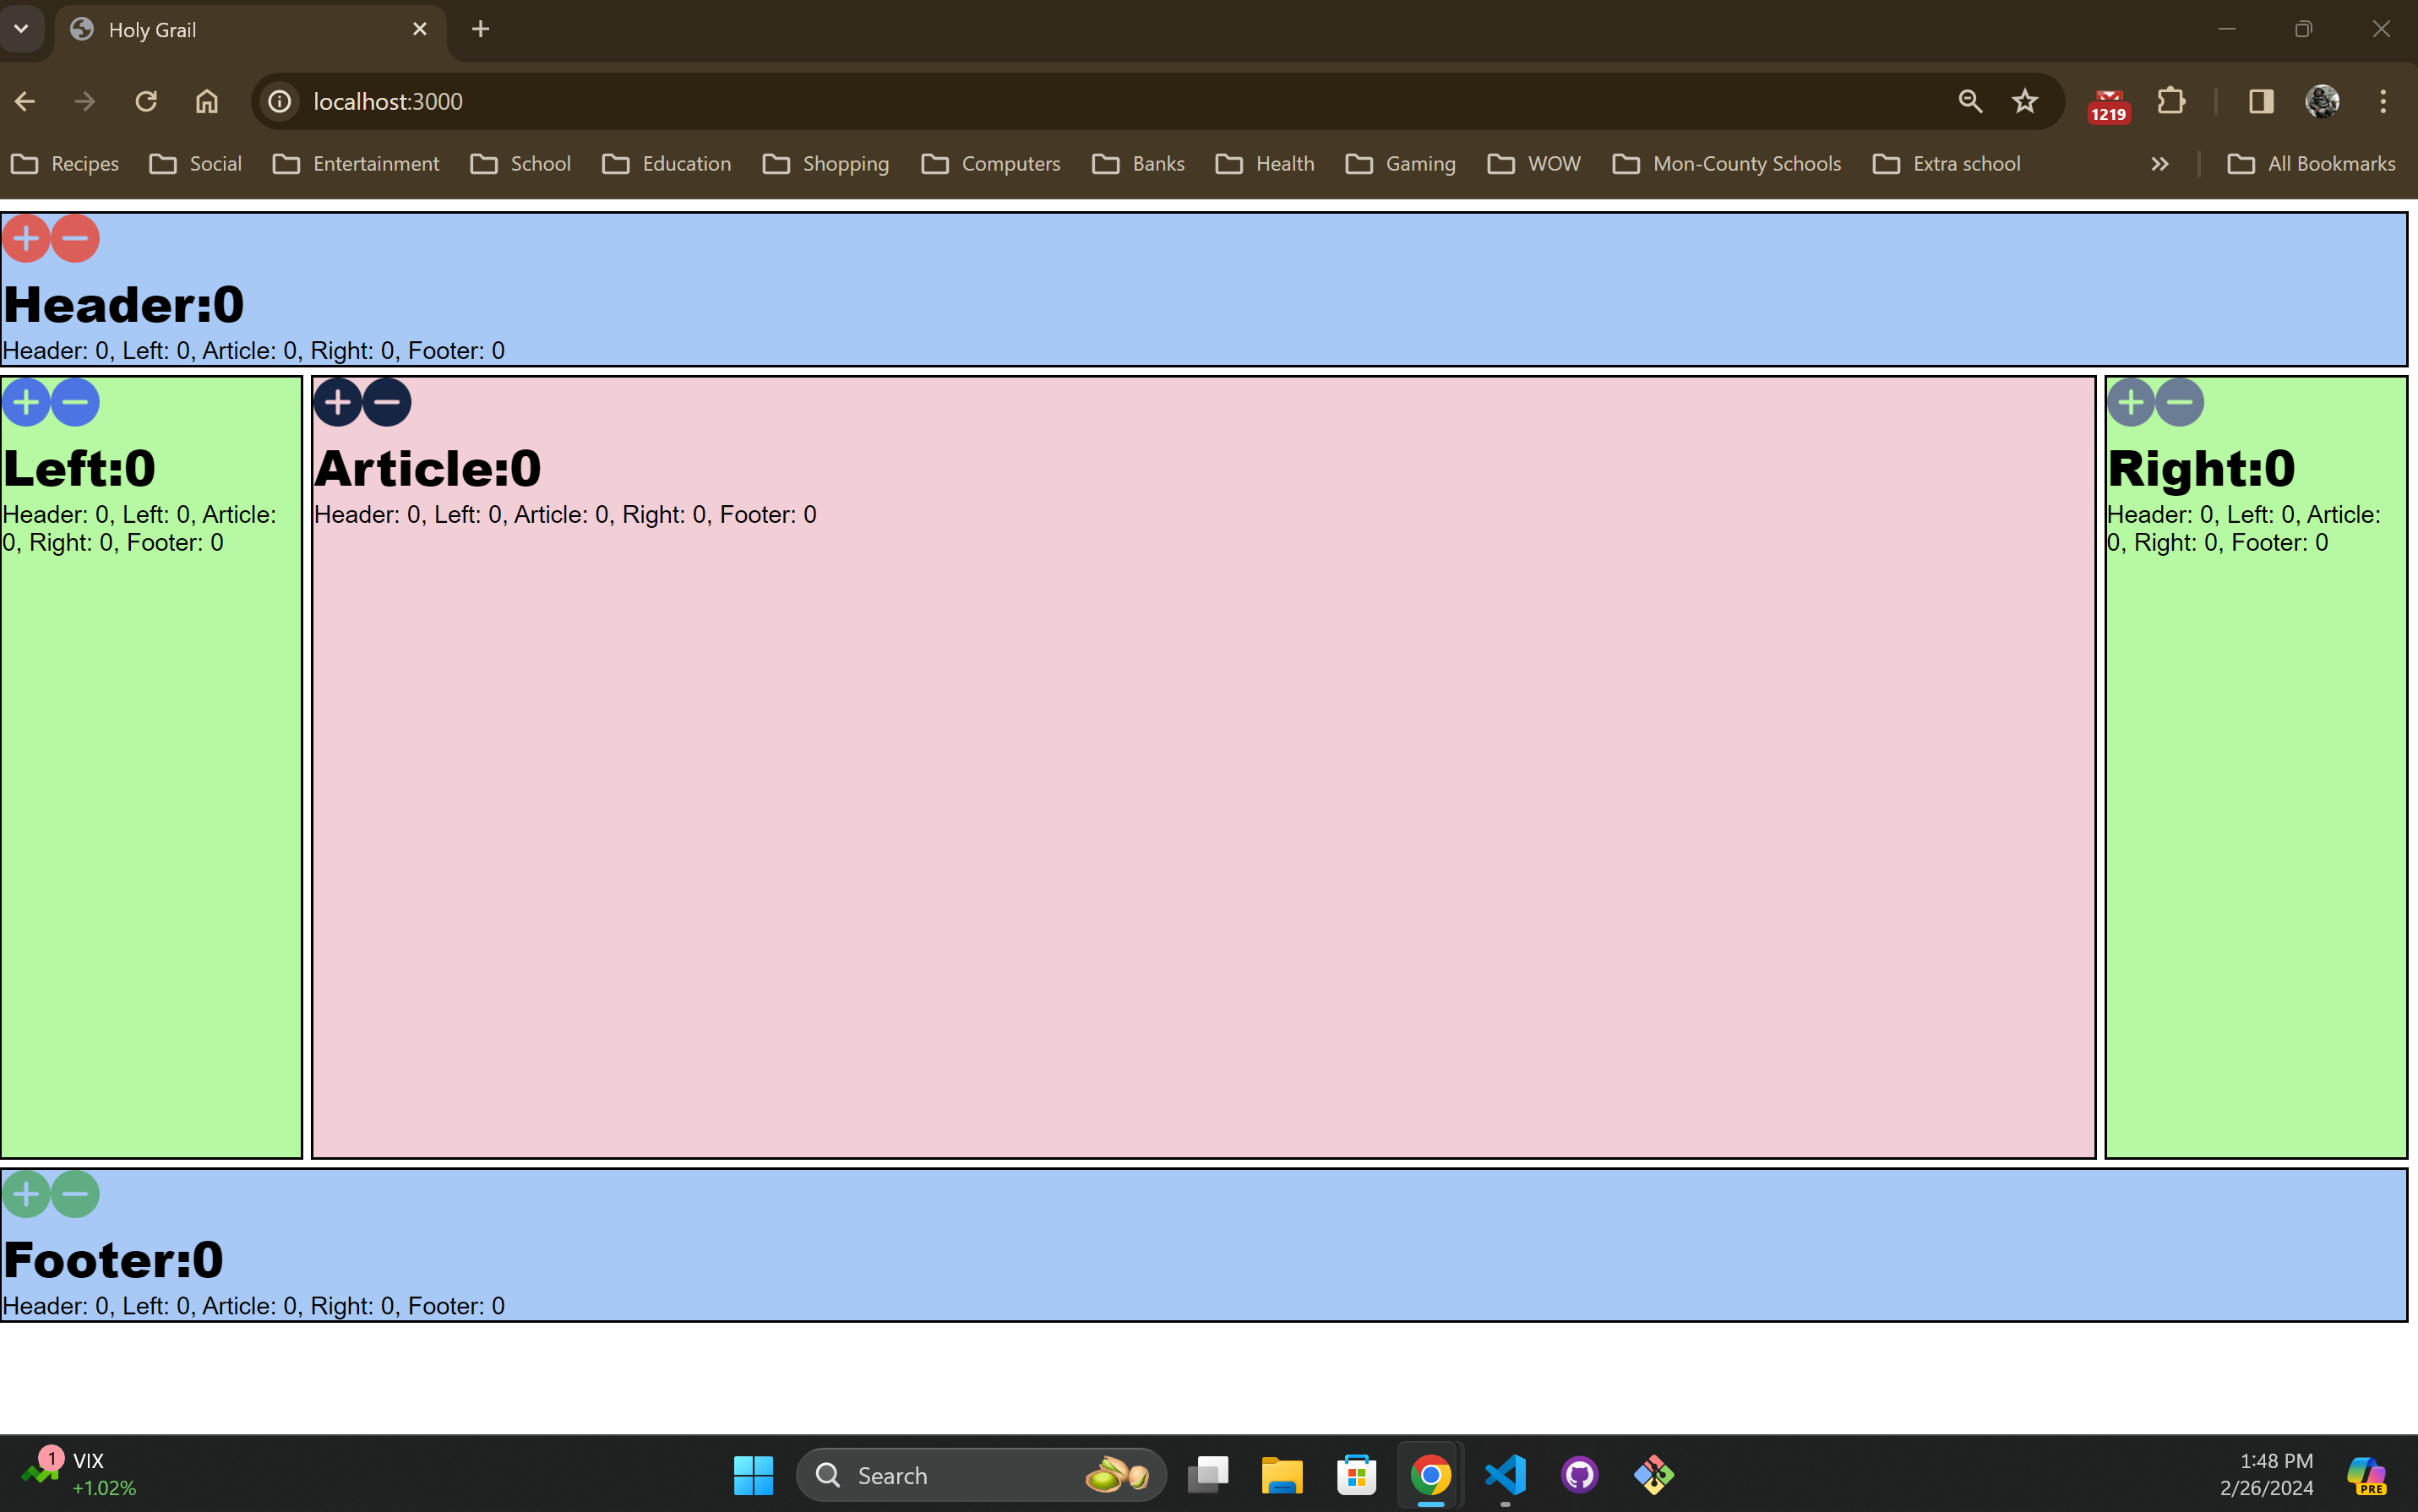 Holy Grail
localhost:3000
1219
Recipes Social Entertainment School Education Shopping Computers Banks Health Gaming WOW Mon-County Schools Extra school All Bookmarks
Header:0
Header: 0, Left: 0, Article: 0, Right: 0, Footer: 0
Left:0
Header: 0, Left: 0, Article:
0, Right: 0, Footer: 0
Article:0
Header: 0, Left: 0, Article: 0, Right: 0, Footer: 0
Right:0
Header: 0, Left: 0, Article:
0, Right: 0, Footer: 0
Footer:0
Header: 0, Left: 0, Article: 0, Right: 0, Footer: 0
1
VIX
+1.02%
Search
1:48 PM
2/26/2024
PRE